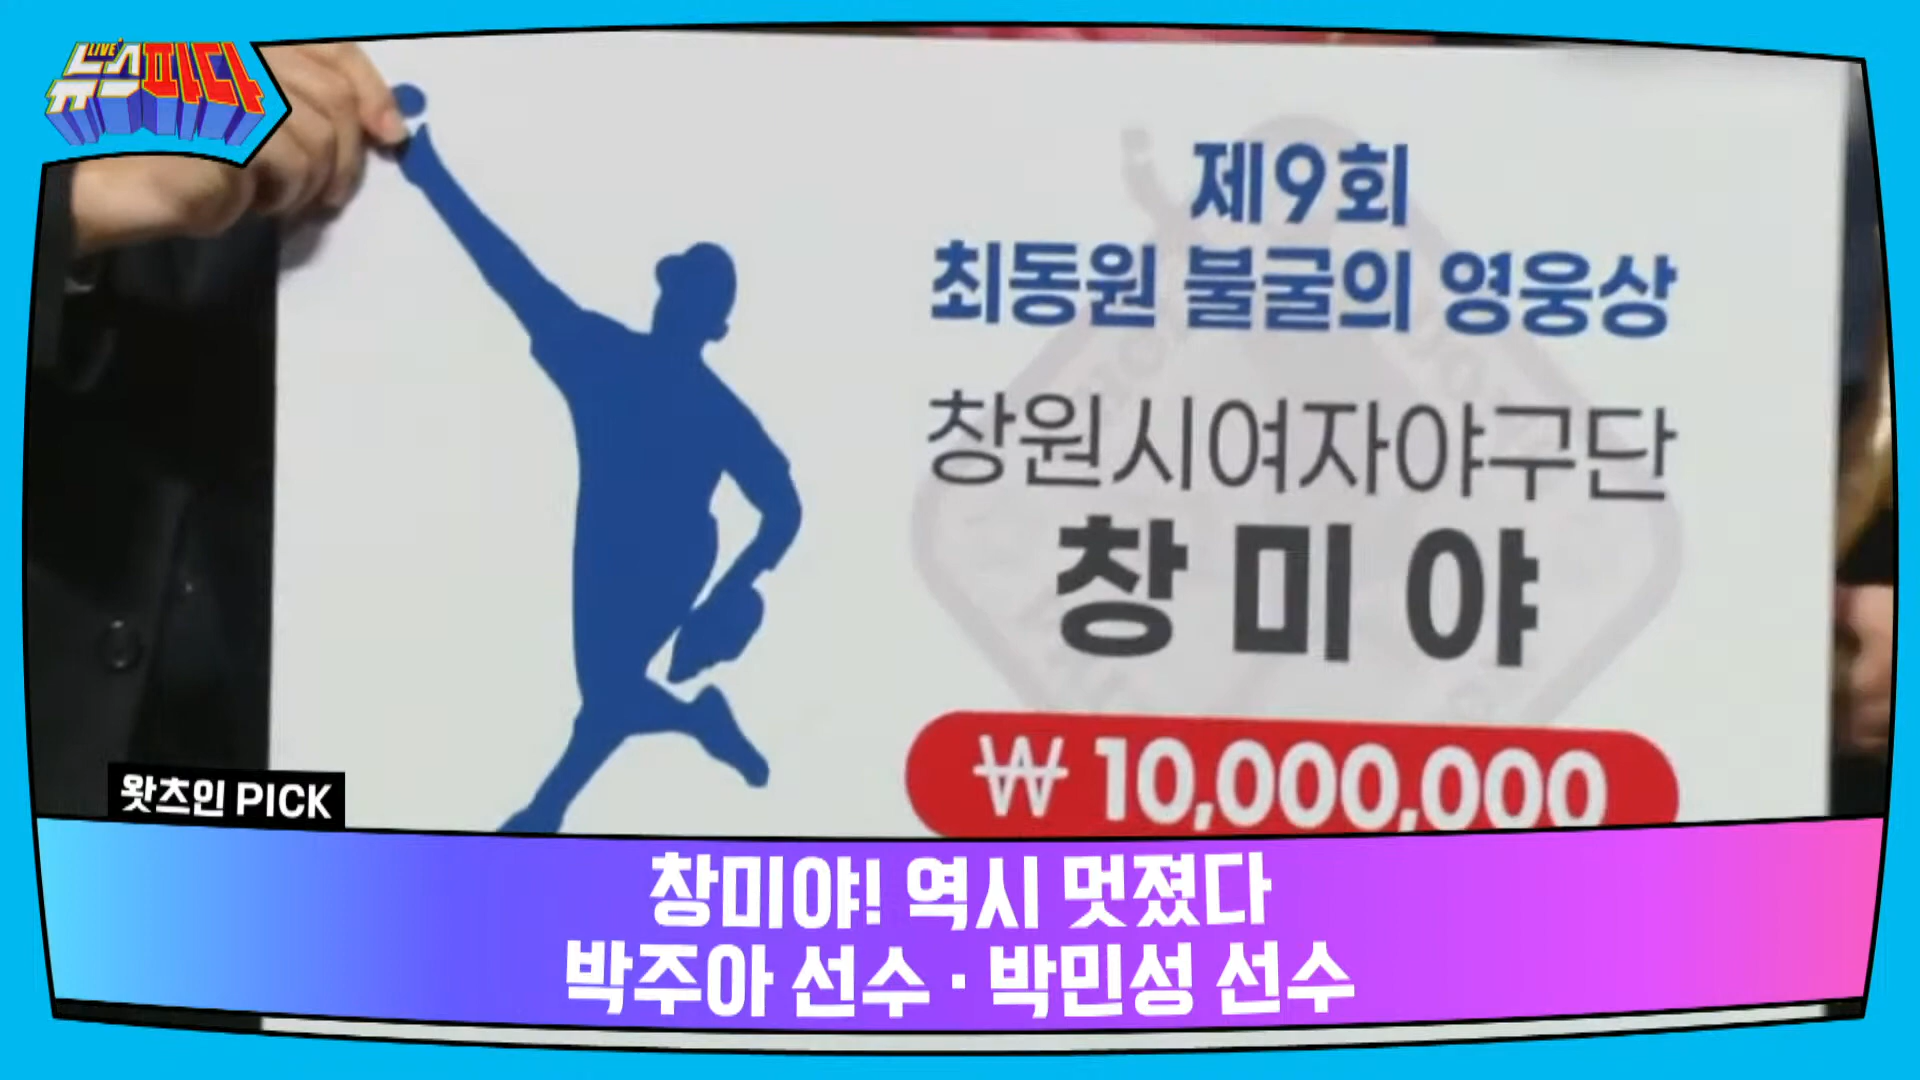 LIVE
뉴스파다
제9회
최동원 불굴의 영웅상
창원시여자야구단
창미야
₩ 10,000,000
왓츠인 PICK
창미야! 역시 멋졌다
박주아 선수 · 박민성 선수